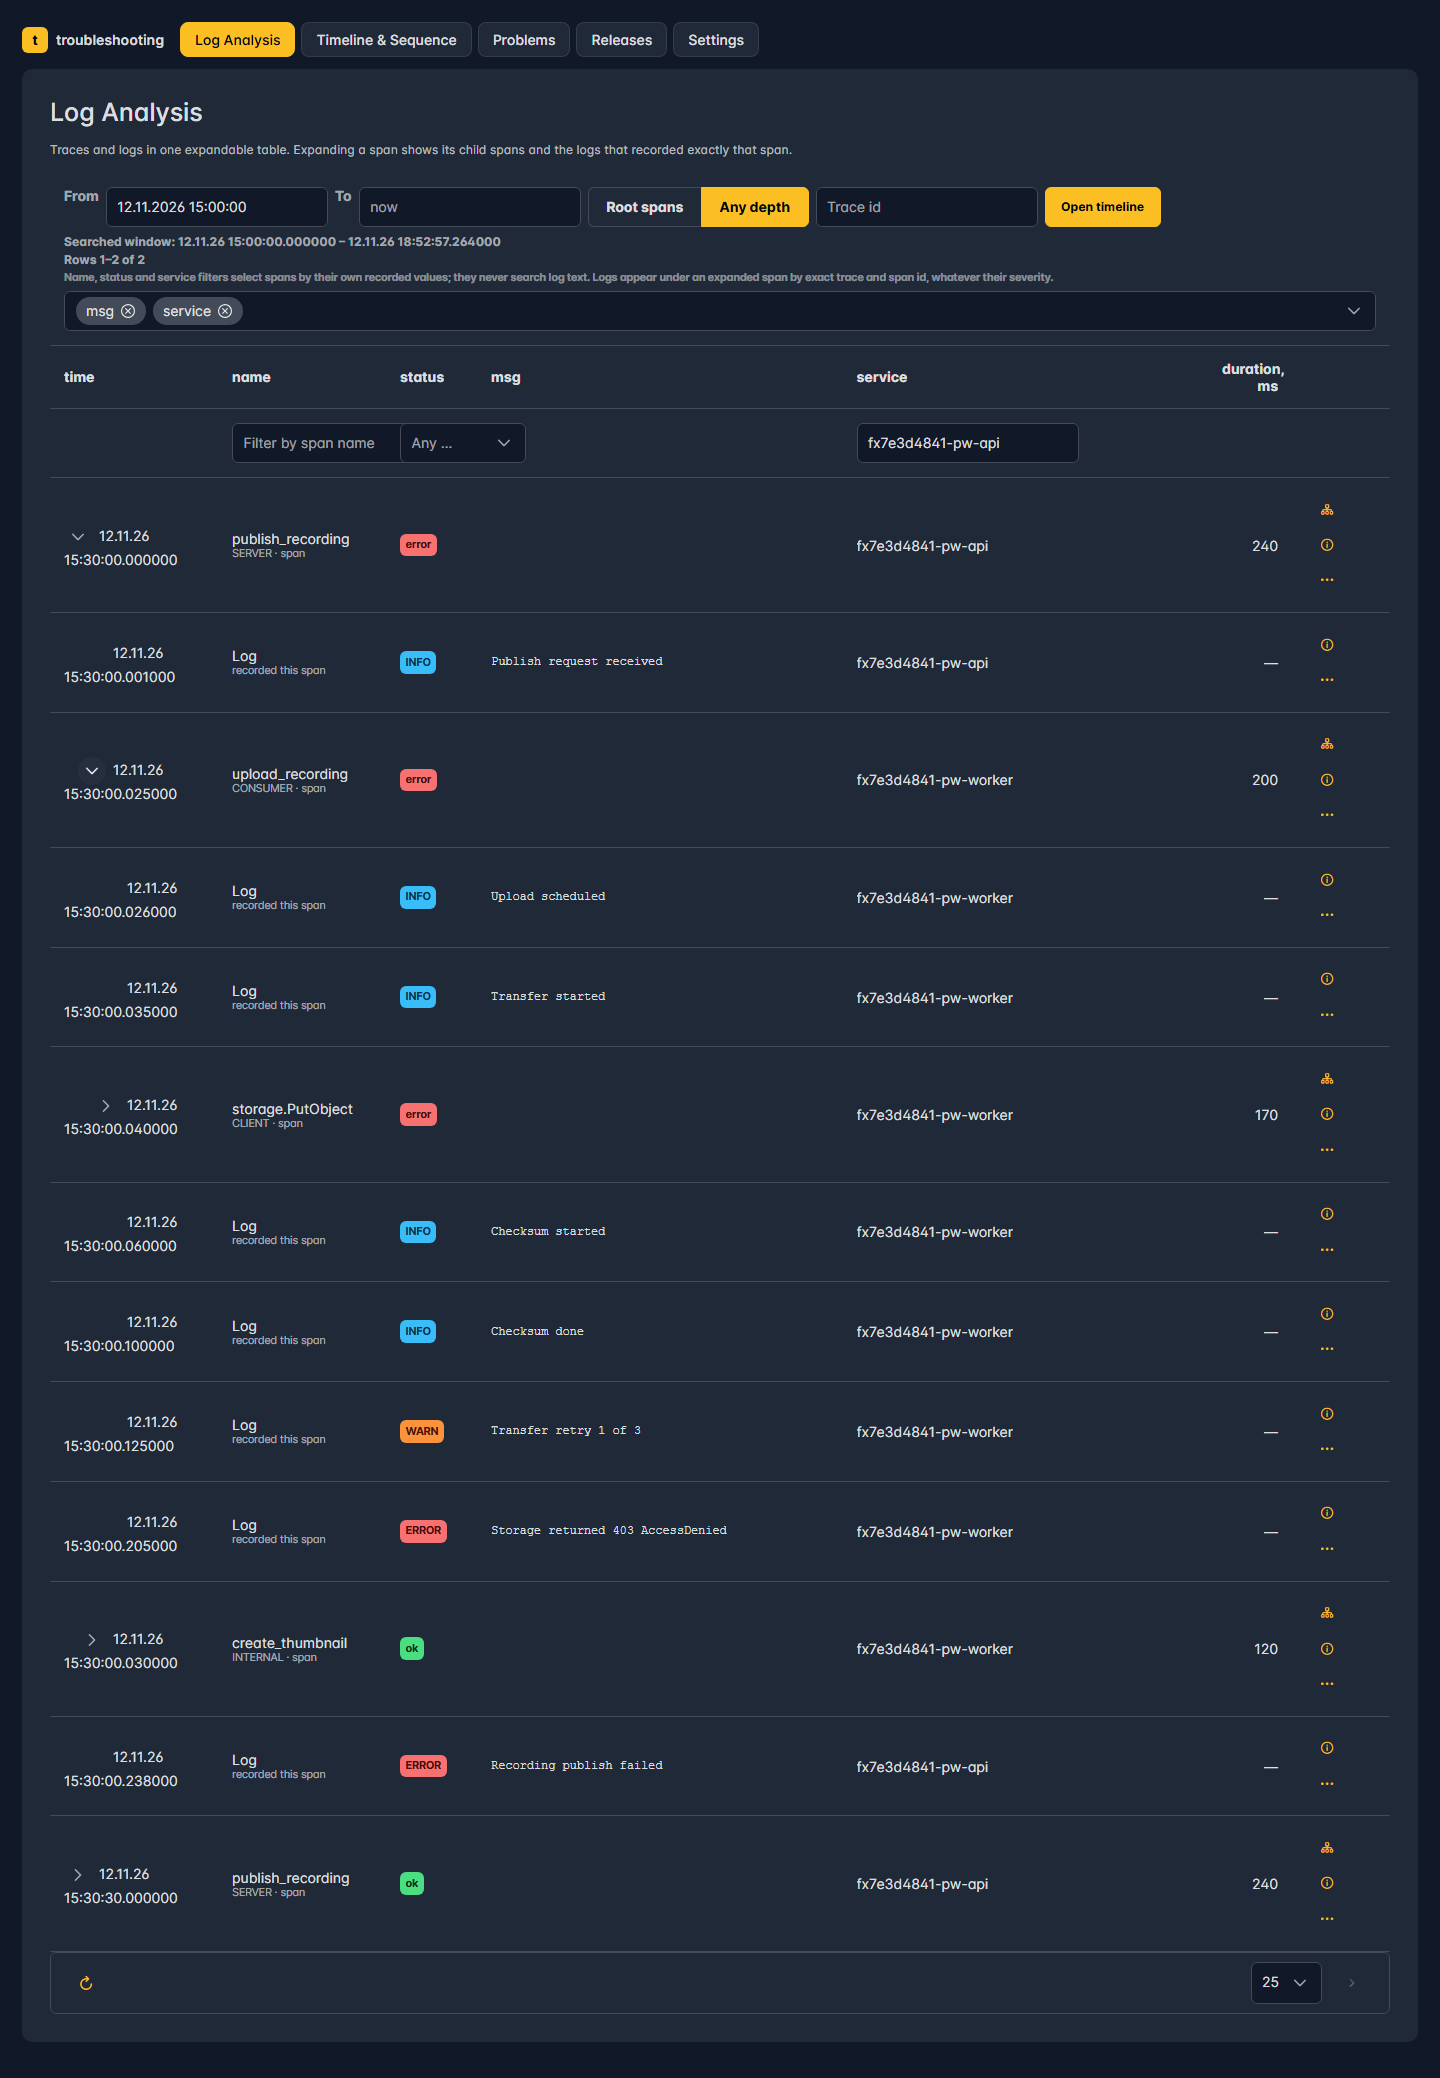 t troubleshooting Log Analysis Timeline & Sequence Problems Releases Settings
Log Analysis
Traces and logs in one expandable table. Expanding a span shows its child spans and the logs that recorded exactly that span.
From 12.11.2026 15:00:00 To now Root spans Any depth Trace id Open timeline
Searched window: 12.11.26 15:00:00.000000 – 12.11.26 18:52:57.264000
Rows 1–2 of 2
Name, status and service filters select spans by their own recorded values; they never search log text. Logs appear under an expanded span by exact trace and span id, whatever their severity.
msg service
time name status msg service duration, ms
Filter by span name Any ... fx7e3d4841-pw-api
12.11.26
15:30:00.000000
publish_recording
SERVER · span
error fx7e3d4841-pw-api 240
12.11.26
15:30:00.001000
Log
recorded this span
INFO Publish request received fx7e3d4841-pw-api —
12.11.26
15:30:00.025000
upload_recording
CONSUMER · span
error fx7e3d4841-pw-worker 200
12.11.26
15:30:00.026000
Log
recorded this span
INFO Upload scheduled fx7e3d4841-pw-worker —
12.11.26
15:30:00.035000
Log
recorded this span
INFO Transfer started fx7e3d4841-pw-worker —
12.11.26
15:30:00.040000
storage.PutObject
CLIENT · span
error fx7e3d4841-pw-worker 170
12.11.26
15:30:00.060000
Log
recorded this span
INFO Checksum started fx7e3d4841-pw-worker —
12.11.26
15:30:00.100000
Log
recorded this span
INFO Checksum done fx7e3d4841-pw-worker —
12.11.26
15:30:00.125000
Log
recorded this span
WARN Transfer retry 1 of 3 fx7e3d4841-pw-worker —
12.11.26
15:30:00.205000
Log
recorded this span
ERROR Storage returned 403 AccessDenied fx7e3d4841-pw-worker —
12.11.26
15:30:00.030000
create_thumbnail
INTERNAL · span
ok fx7e3d4841-pw-worker 120
12.11.26
15:30:00.238000
Log
recorded this span
ERROR Recording publish failed fx7e3d4841-pw-api —
12.11.26
15:30:30.000000
publish_recording
SERVER · span
ok fx7e3d4841-pw-api 240
25